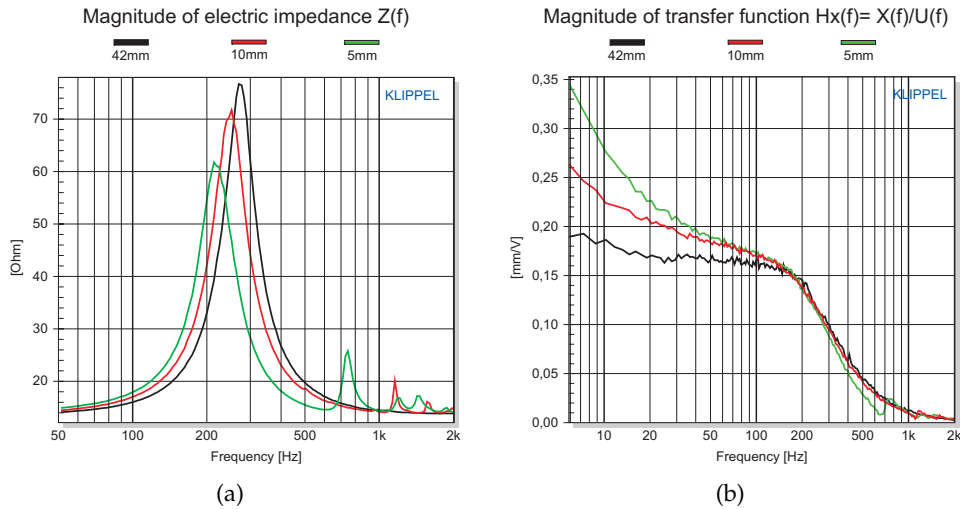 Magnitude of electric impedance Z(f)
42mm 10mm 5mm
KLIPPEL
70
60
50
40
30
20
[Ohm]
50 100 200 500 1k 2k
Frequency [Hz]
(a)
Magnitude of transfer function Hx(f)= X(f)/U(f)
42mm 10mm 5mm
KLIPPEL
0,35
0,30
0,25
0,20
0,15
0,10
0,05
0,00
[mm/V]
10 20 50 100 200 500 1k 2k
Frequency [Hz]
(b)